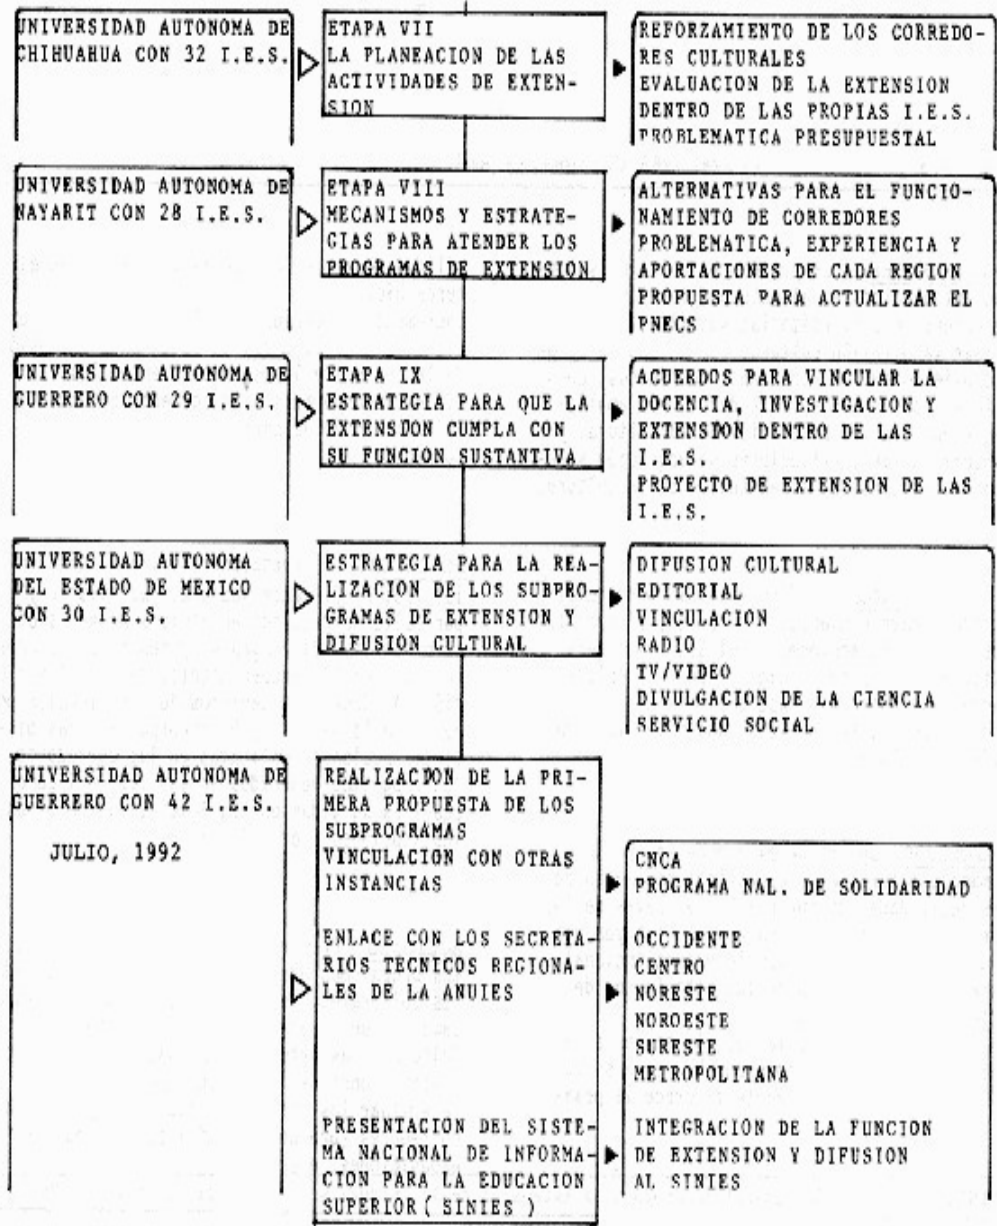 UNIVERSIDAD AUTONOMA DE
CHIHUAHUA CON 32 I.E.S.
ETAPA VII
LA PLANEACION DE LAS
ACTIVIDADES DE EXTEN-
SION
REFORZAMIENTO DE LOS CORREDO-
RES CULTURALES
EVALUACION DE LA EXTENSION
DENTRO DE LAS PROPIAS I.E.S.
PROBLEMATICA PRESUPUESTAL
UNIVERSIDAD AUTONOMA DE
NAYARIT CON 28 I.E.S.
ETAPA VIII
MECANISMOS Y ESTRATE-
GIAS PARA ATENDER LOS
PROGRAMAS DE EXTENSION
ALTERNATIVAS PARA EL FUNCIO-
NAMIENTO DE CORREDORES
PROBLEMATICA, EXPERIENCIA Y
APORTACIONES DE CADA REGION
PROPUESTA PARA ACTUALIZAR EL
PNECS
UNIVERSIDAD AUTONOMA DE
GUERRERO CON 29 I.E.S.
ETAPA IX
ESTRATEGIA PARA QUE LA
EXTENSION CUMPLA CON
SU FUNCION SUSTANTIVA
ACUERDOS PARA VINCULAR LA
DOCENCIA, INVESTIGACION Y
EXTENSION DENTRO DE LAS
I.E.S.
PROYECTO DE EXTENSION DE LAS
I.E.S.
UNIVERSIDAD AUTONOMA
DEL ESTADO DE MEXICO
CON 30 I.E.S.
ESTRATEGIA PARA LA REA-
LIZACION DE LOS SUBPRO-
GRAMAS DE EXTENSION Y
DIFUSION CULTURAL
DIFUSION CULTURAL
EDITORIAL
VINCULACION
RADIO
TV/VIDEO
DIVULGACION DE LA CIENCIA
SERVICIO SOCIAL
UNIVERSIDAD AUTONOMA DE
GUERRERO CON 42 I.E.S.
JULIO, 1992
REALIZACION DE LA PRI-
MERA PROPUESTA DE LOS
SUBPROGRAMAS
VINCULACION CON OTRAS
INSTANCIAS
CNCA
PROGRAMA NAL. DE SOLIDARIDAD
ENLACE CON LOS SECRETA-
RIOS TECNICOS REGIONA-
LES DE LA ANUIES
OCCIDENTE
CENTRO
NORESTE
NOROESTE
SURESTE
METROPOLITANA
PRESENTACION DEL SISTE-
MA NACIONAL DE INFORMA-
CION PARA LA EDUCACION
SUPERIOR ( SINIES )
INTEGRACION DE LA FUNCION
DE EXTENSION Y DIFUSION
AL SINIES